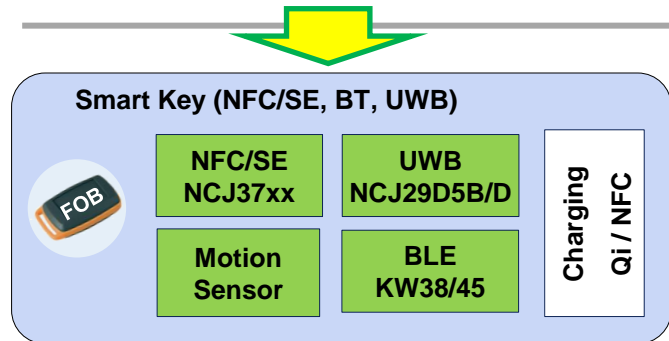 Smart Key (NFC/SE, BT, UWB)
FOB
NFC/SE
NCJ37xx
UWB
NCJ29D5B/D
Motion
Sensor
BLE
KW38/45
Charging
Qi / NFC